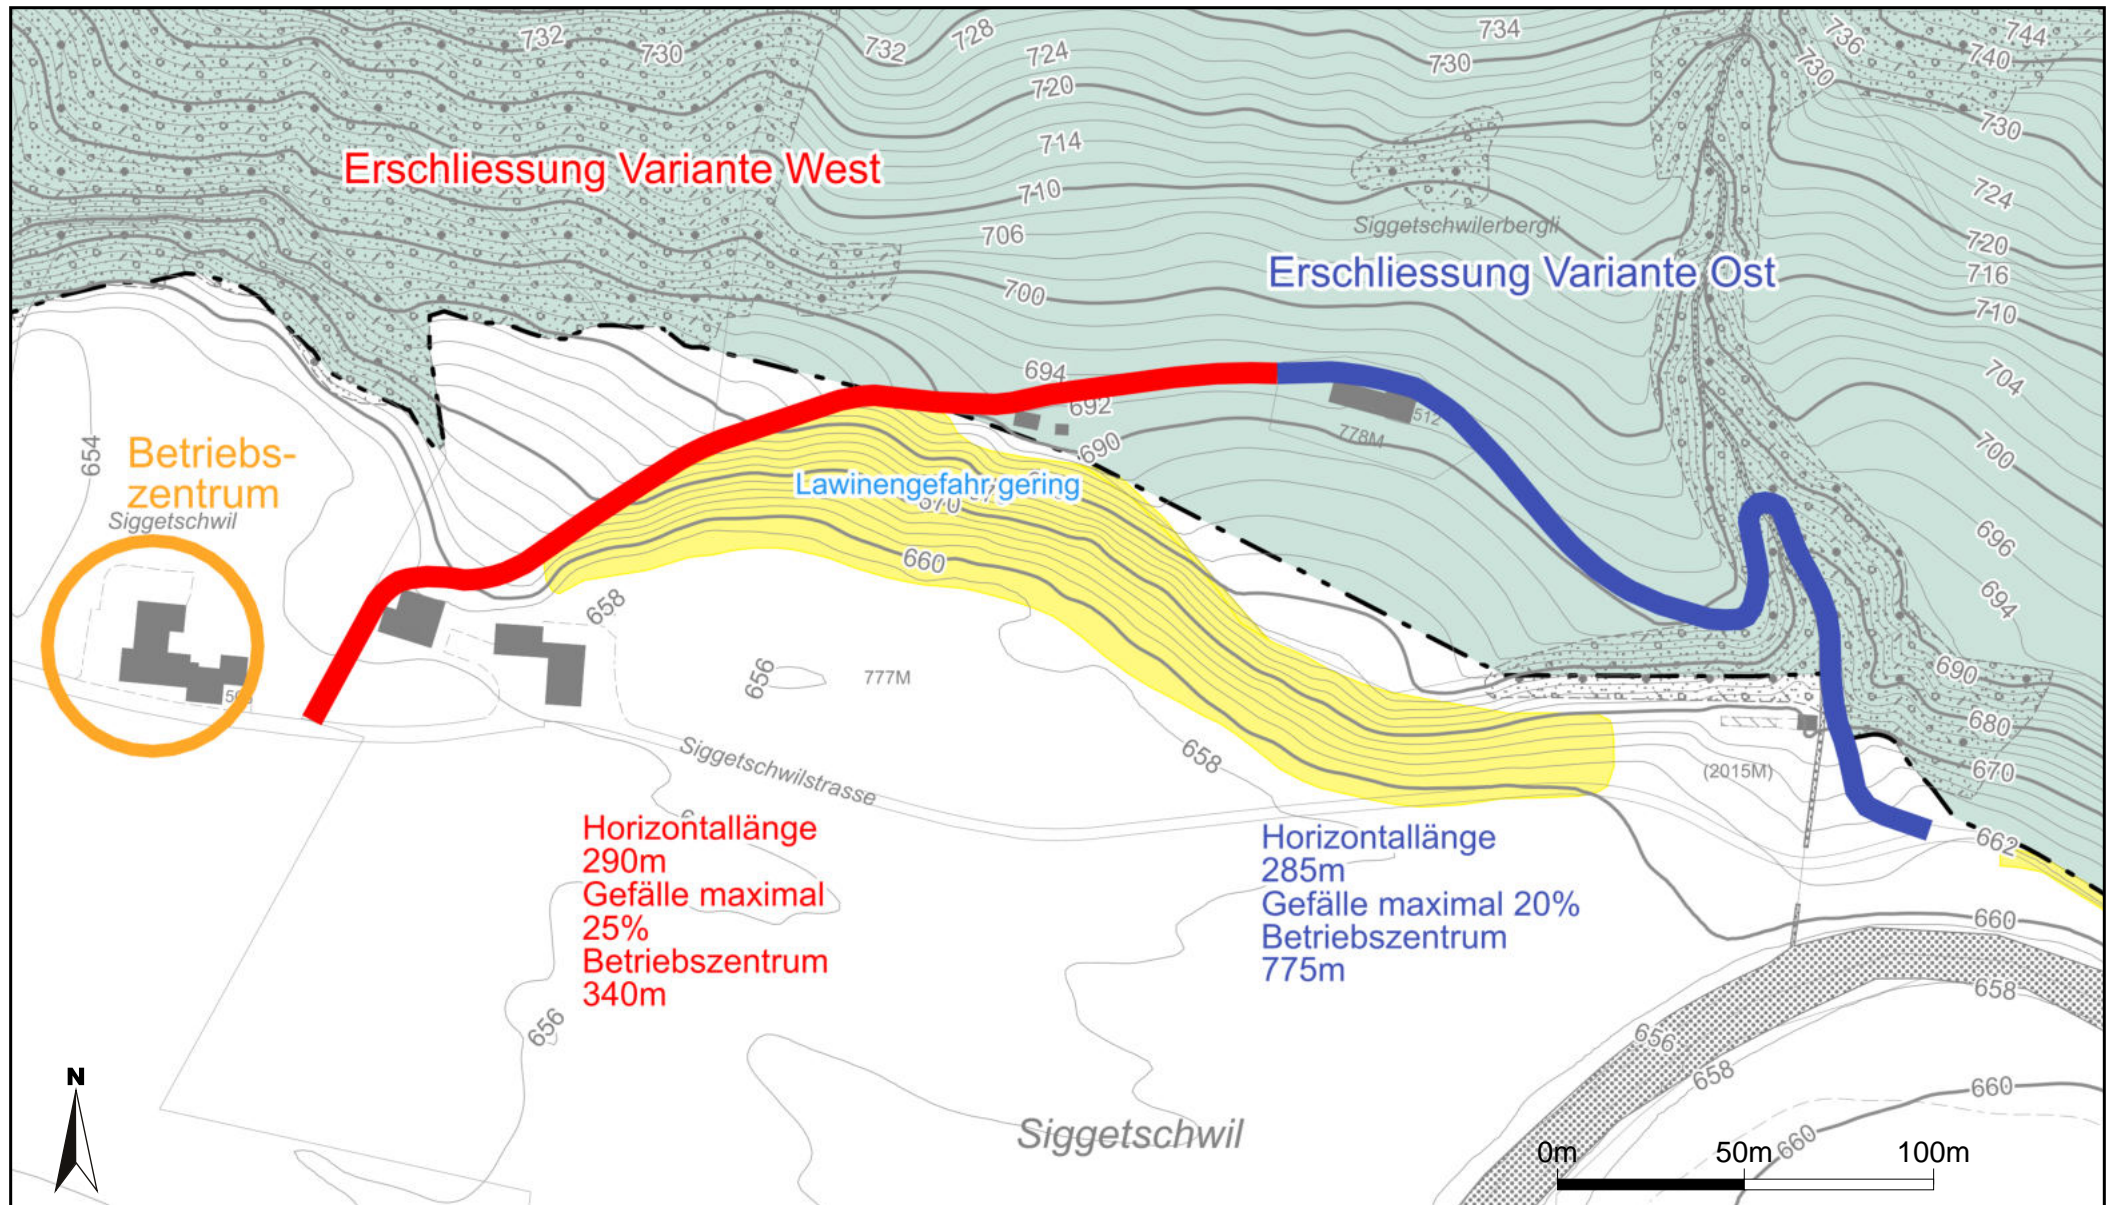 732
730
732
728
724
720
714
710
706
700
734
730
736
730
744
740
730
724
720
716
710
704
700
696
694
690
680
670
662
660
658
660
Erschliessung Variante West
Siggetschwilerbergli
Erschliessung Variante Ost
694
692
690
512
778M
654
Betriebs-
zentrum
Siggetschwil
Lawinengefahr gering
670
660
658
656
777M
658
(2015M)
Siggetschwilstrasse
Horizontallänge
290m
Gefälle maximal
25%
Betriebszentrum
340m
Horizontallänge
285m
Gefälle maximal 20%
Betriebszentrum
775m
656
656
658
660
N
Siggetschwil
0m
50m
100m